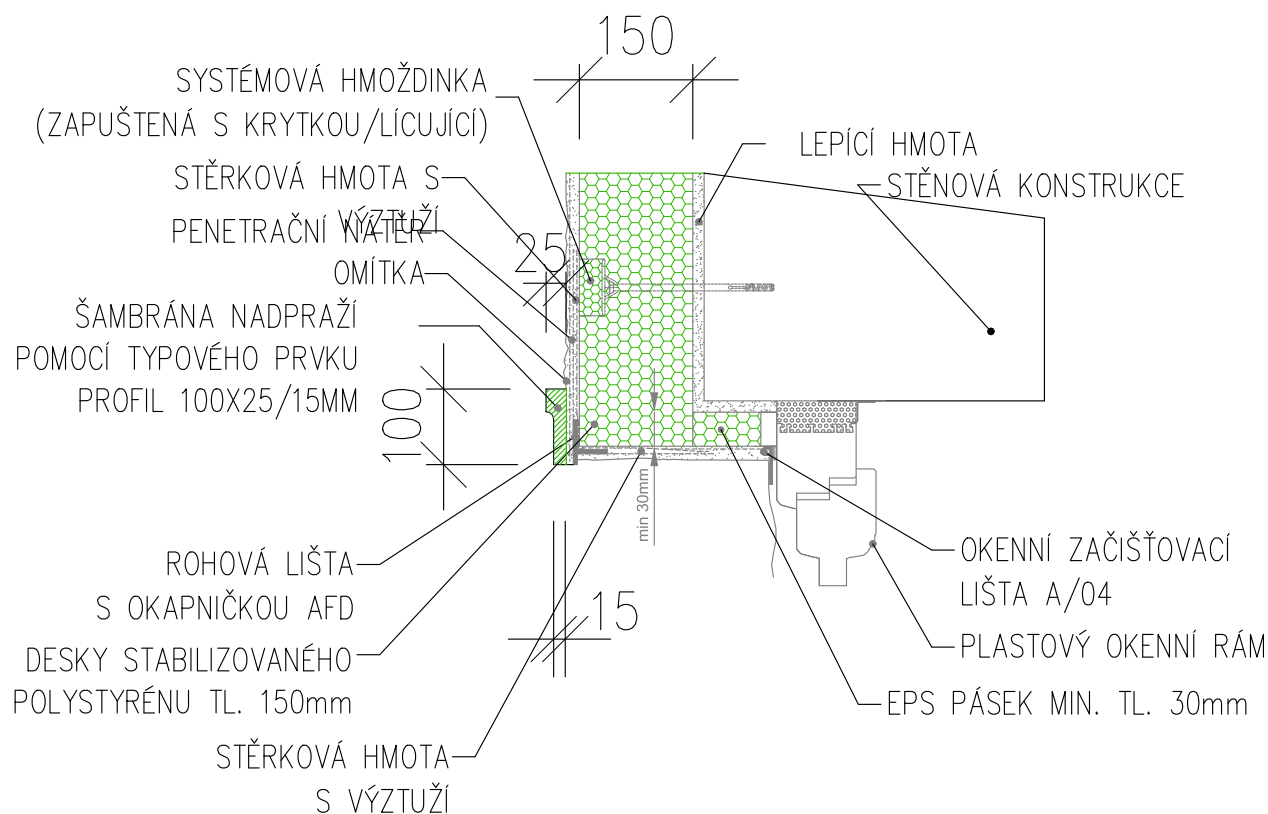 150
SYSTÉMOVÁ HMOŽDINKA
(ZAPUŠTENÁ S KRYTKOU/LÍCUJÍCÍ)
LEPÍCÍ HMOTA
STĚRKOVÁ HMOTA S
VÝZTUŽÍ
STĚNOVÁ KONSTRUKCE
PENETRAČNÍ NÁTĚR
25
OMÍTKA
ŠAMBRÁNA NADPRAŽÍ
POMOCÍ TYPOVÉHO PRVKU
PROFIL 100X25/15MM
100
min 30mm
ROHOVÁ LIŠTA
S OKAPNIČKOU AFD
15
OKENNÍ ZAČIŠŤOVACÍ
LIŠTA A/04
DESKY STABILIZOVANÉHO
POLYSTYRÉNU TL. 150mm
PLASTOVÝ OKENNÍ RÁM
EPS PÁSEK MIN. TL. 30mm
STĚRKOVÁ HMOTA
S VÝZTUŽÍ